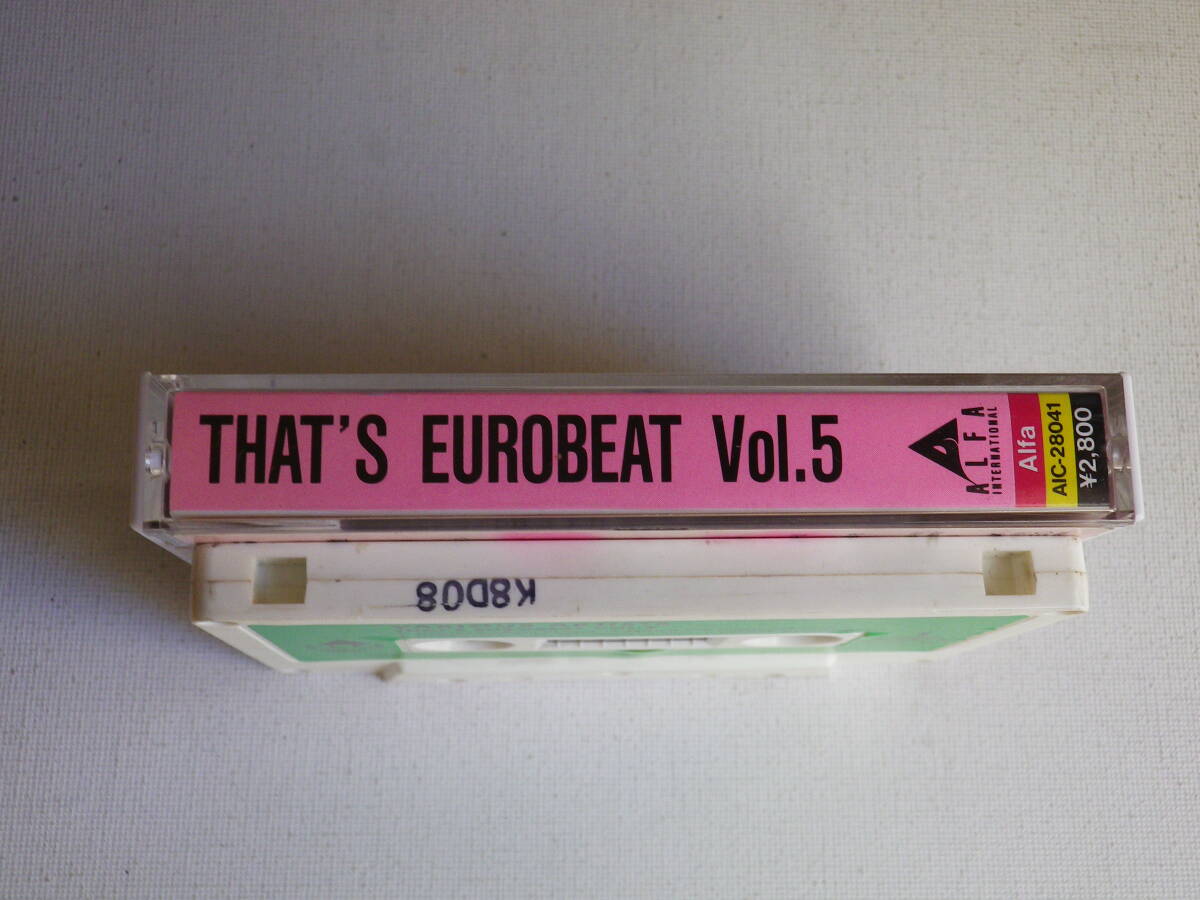 THAT'S EUROBEAT Vol.5
ALFA
INTERNATIONAL
Alfa
AIC-28041
¥2,800
K8D08